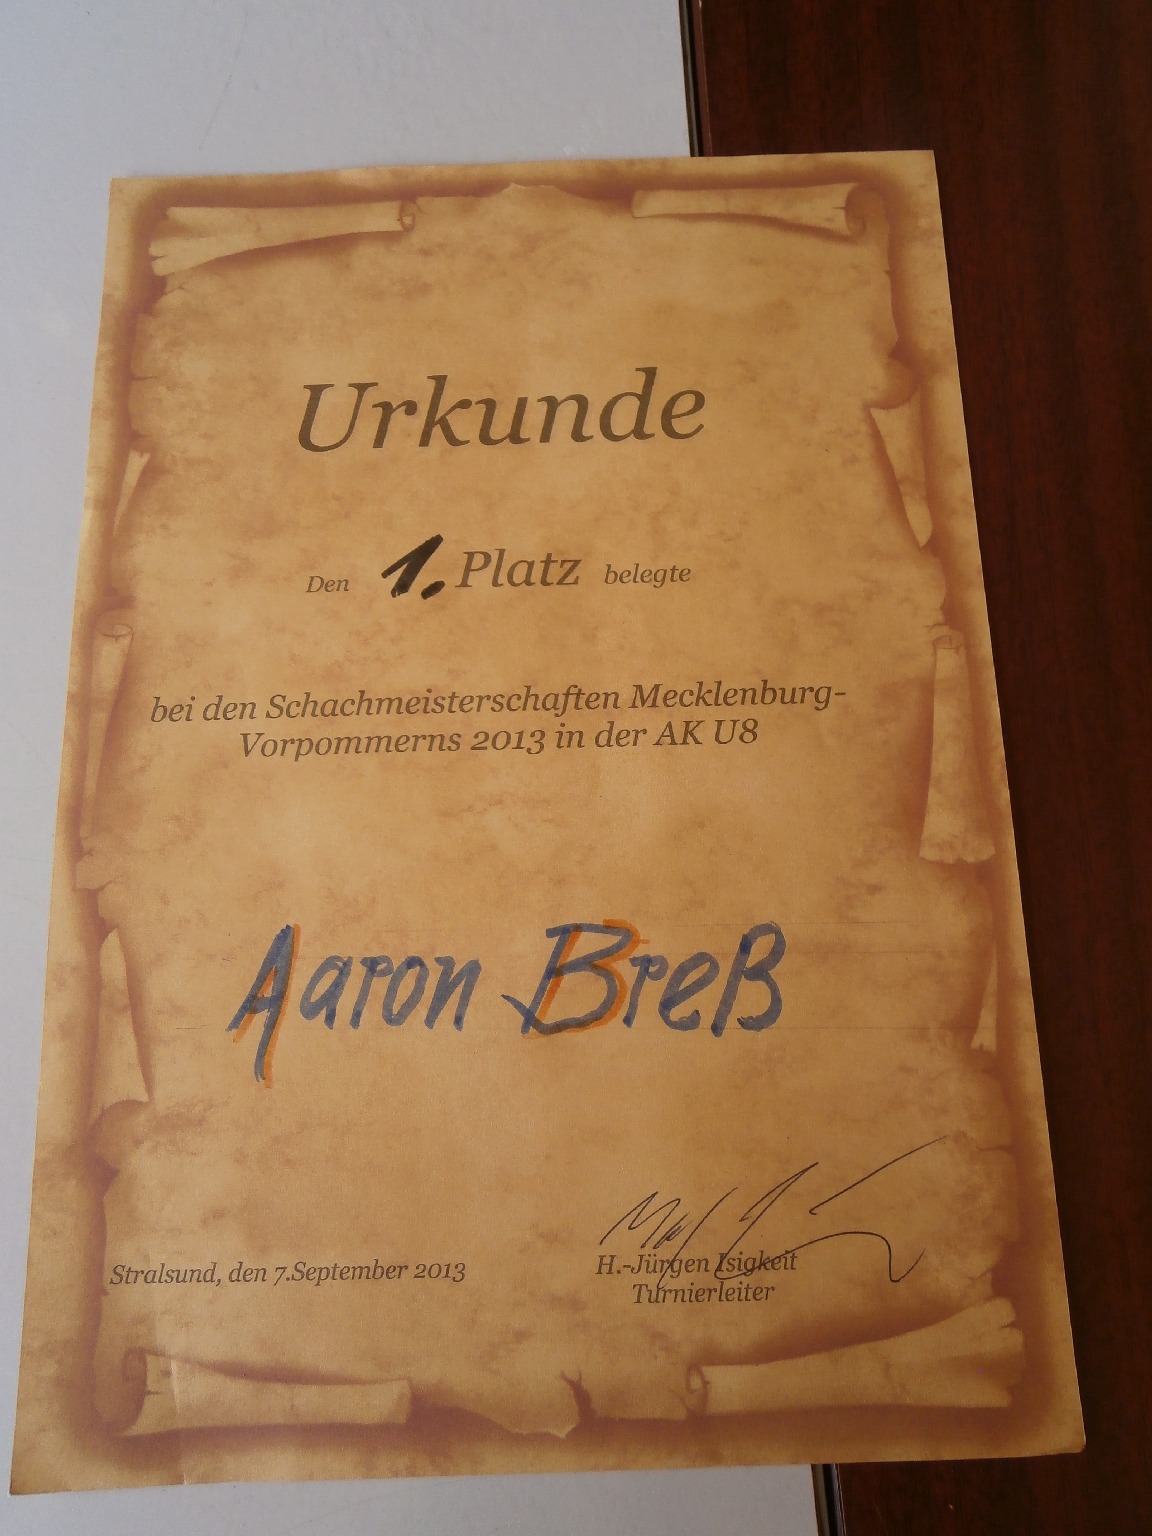 Urkunde
Den 1. Platz belegte
bei den Schachmeisterschaften Mecklenburg-
Vorpommerns 2013 in der AK U8
Aaron Breß
Stralsund, den 7.September 2013
H.-Jürgen Isigkeit
Turnierleiter